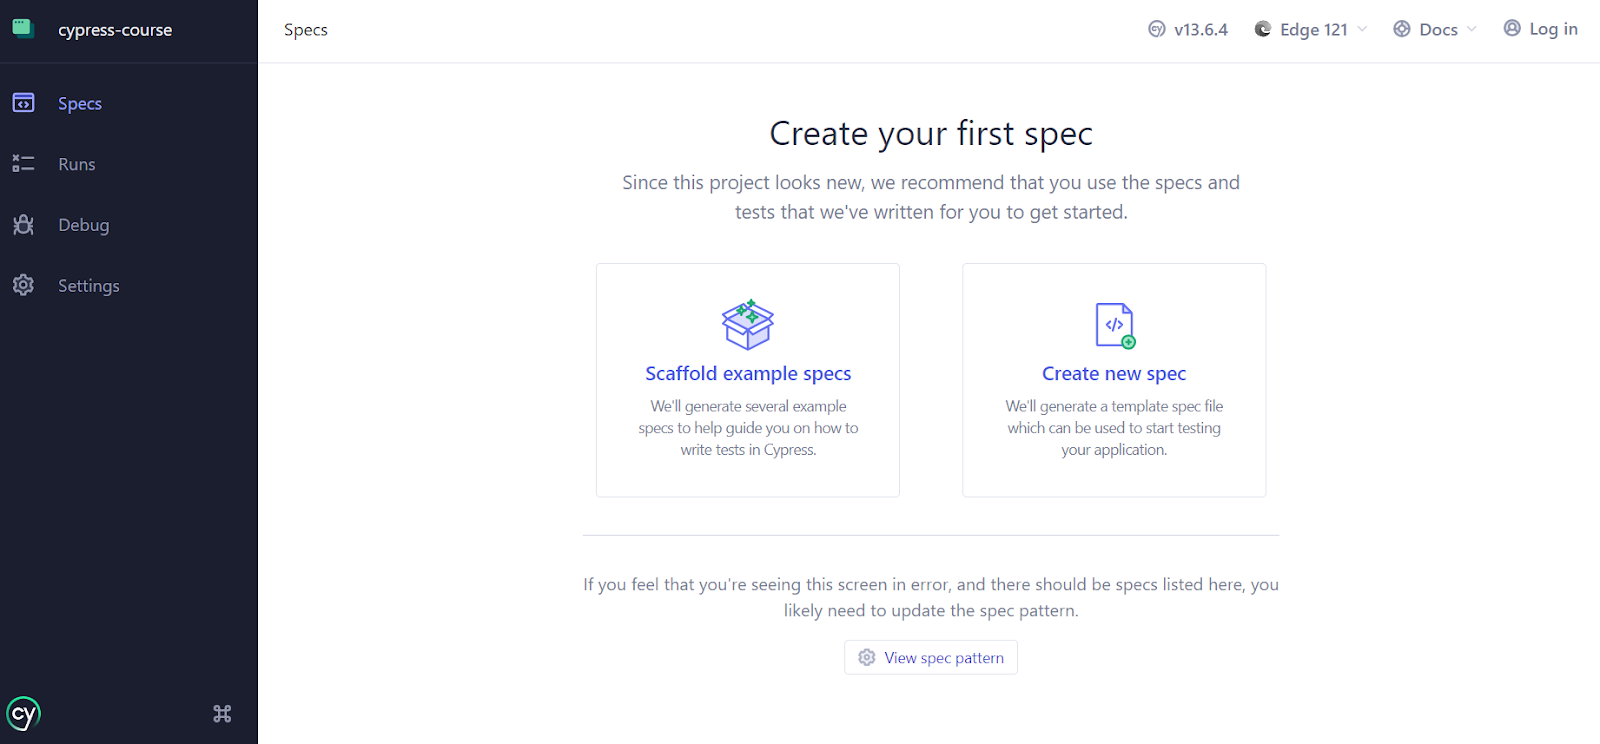 cypress-course
Specs
Runs
Debug
Settings
cy
Specs
v13.6.4
Edge 121
Docs
Log in
Create your first spec
Since this project looks new, we recommend that you use the specs and
tests that we've written for you to get started.
Scaffold example specs
We'll generate several example
specs to help guide you on how to
write tests in Cypress.
Create new spec
We'll generate a template spec file
which can be used to start testing
your application.
If you feel that you're seeing this screen in error, and there should be specs listed here, you
likely need to update the spec pattern.
View spec pattern